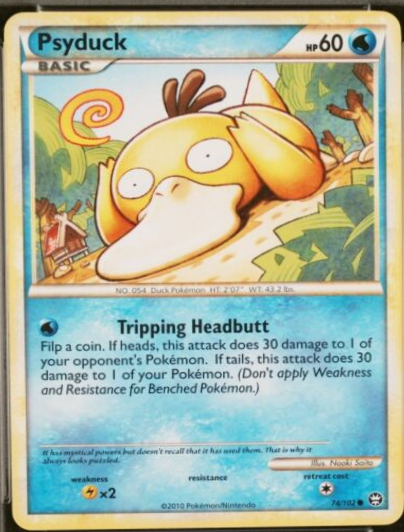 Psyduck HP 60
BASIC
NO. 054 Duck Pokémon HT: 2'07" WT: 43.2 lbs.
Tripping Headbutt
Flip a coin. If heads, this attack does 30 damage to 1 of
your opponent's Pokémon. If tails, this attack does 30
damage to 1 of your Pokémon. (Don't apply Weakness
and Resistance for Benched Pokémon.)
It has mystical powers but doesn't recall that it has used them. That is why it
always looks puzzled.
Illus. Naoki Saito
weakness resistance retreat cost
×2
74/102
©2010 Pokémon/Nintendo